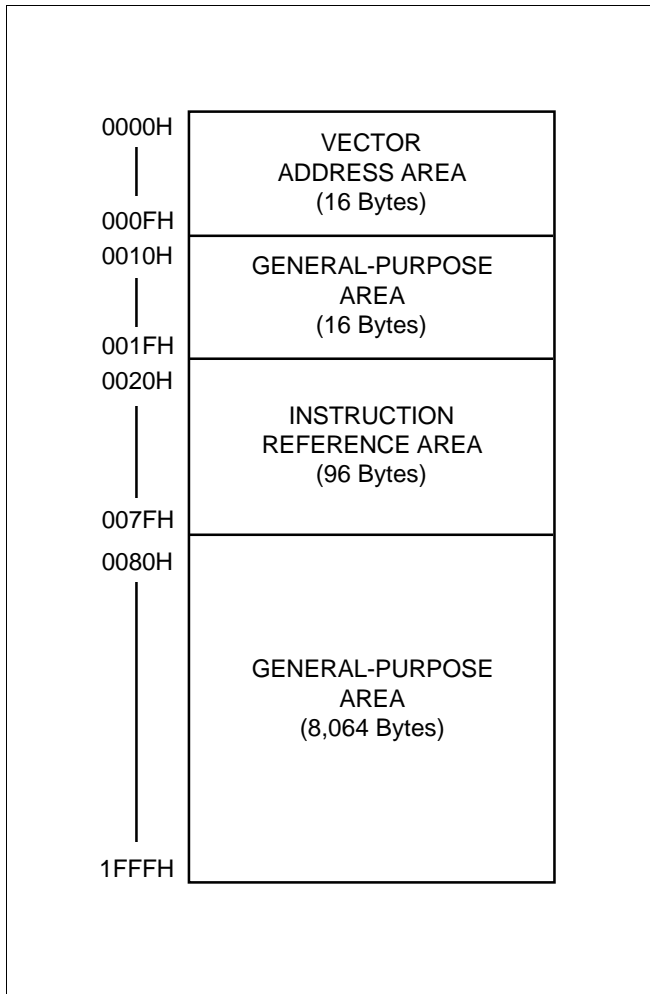 0000H
VECTOR
ADDRESS AREA
(16 Bytes)
000FH
0010H
GENERAL-PURPOSE
AREA
(16 Bytes)
001FH
0020H
INSTRUCTION
REFERENCE AREA
(96 Bytes)
007FH
0080H
GENERAL-PURPOSE
AREA
(8,064 Bytes)
1FFFH